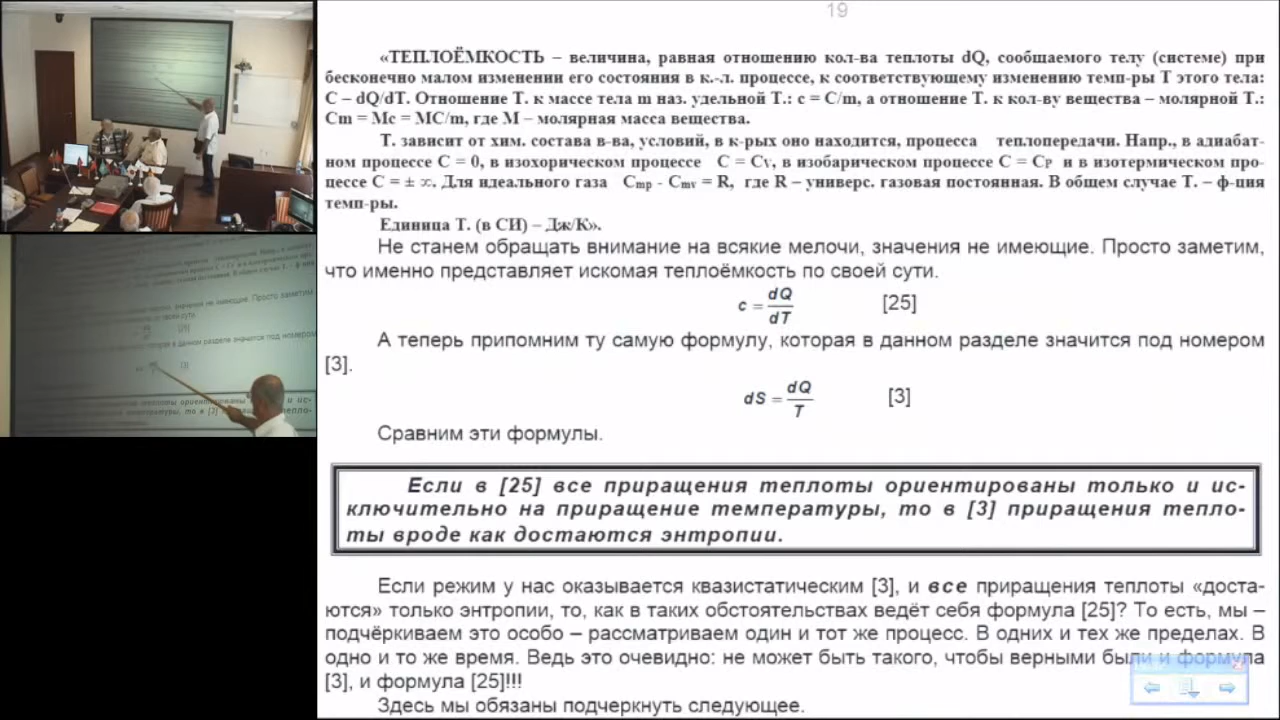 19
«ТЕПЛОЁМКОСТЬ – величина, равная отношению кол-ва теплоты dQ, сообщаемого телу (системе) при
бесконечно малом изменении его состояния в к.-л. процессе, к соответствующему изменению темп-ры T этого тела:
C – dQ/dT. Отношение Т. к массе тела m наз. удельной Т.: c = C/m, а отношение Т. к кол-ву вещества – молярной Т.:
Cm = Mc = MC/m, где M – молярная масса вещества.
Т. зависит от хим. состава в-ва, условий, в к-рых оно находится, процесса теплопередачи. Напр., в адиабат-
ном процессе C = 0, в изохорическом процессе C = Cv, в изобарическом процессе C = Cp и в изотермическом про-
цессе C = ± ∞. Для идеального газа Cmp - Cmv = R, где R – универс. газовая постоянная. В общем случае Т. – ф-ция
темп-ры.
Единица Т. (в СИ) – Дж/К».
Не станем обращать внимание на всякие мелочи, значения не имеющие. Просто заметим,
что именно представляет искомая теплоёмкость по своей сути.
c = dQ/dT [25]
А теперь припомним ту самую формулу, которая в данном разделе значится под номером
[3].
dS = dQ/T [3]
Сравним эти формулы.
Если в [25] все приращения теплоты ориентированы только и ис-
ключительно на приращение температуры, то в [3] приращения тепло-
ты вроде как достаются энтропии.
Если режим у нас оказывается квазистатическим [3], и все приращения теплоты «доста-
ются» только энтропии, то, как в таких обстоятельствах ведёт себя формула [25]? То есть, мы –
подчёркиваем это особо – рассматриваем один и тот же процесс. В одних и тех же пределах. В
одно и то же время. Ведь это очевидно: не может быть такого, чтобы верными были и формула
[3], и формула [25]!!!
Здесь мы обязаны подчеркнуть следующее.